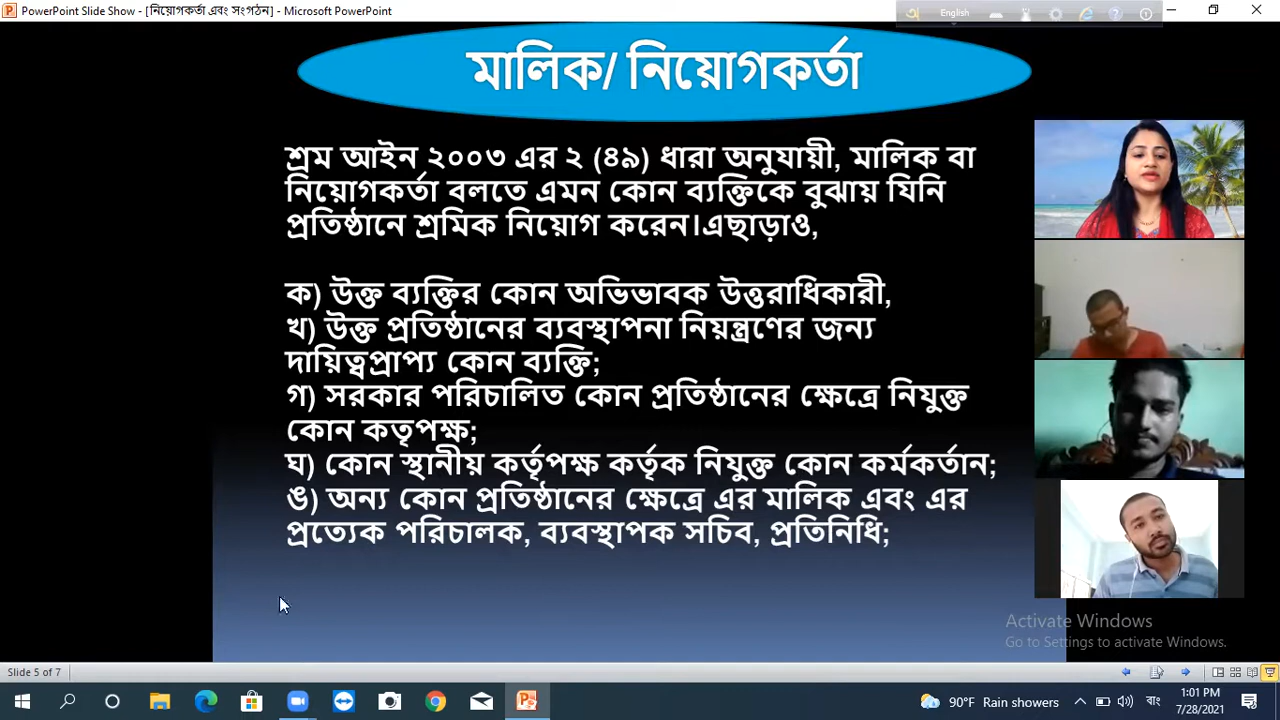 PowerPoint Slide Show - [নিয়োগকর্তা এবং সংগঠন] - Microsoft PowerPoint
English
মালিক/ নিয়োগকর্তা
শ্রম আইন ২০০৩ এর ২ (৪৯) ধারা অনুযায়ী, মালিক বা
নিয়োগকর্তা বলতে এমন কোন ব্যক্তিকে বুঝায় যিনি
প্রতিষ্ঠানে শ্রমিক নিয়োগ করেন।এছাড়াও,
ক) উক্ত ব্যক্তির কোন অভিভাবক উত্তরাধিকারী,
খ) উক্ত প্রতিষ্ঠানের ব্যবস্থাপনা নিয়ন্ত্রণের জন্য
দায়িত্বপ্রাপ্য কোন ব্যক্তি;
গ) সরকার পরিচালিত কোন প্রতিষ্ঠানের ক্ষেত্রে নিযুক্ত
কোন কতৃপক্ষ;
ঘ) কোন স্থানীয় কর্তৃপক্ষ কর্তৃক নিযুক্ত কোন কর্মকর্তান;
ঙ) অন্য কোন প্রতিষ্ঠানের ক্ষেত্রে এর মালিক এবং এর
প্রত্যেক পরিচালক, ব্যবস্থাপক সচিব, প্রতিনিধি;
Activate Windows
Go to Settings to activate Windows.
Slide 5 of 7
90°F Rain showers
বাং
1:01 PM
7/28/2021